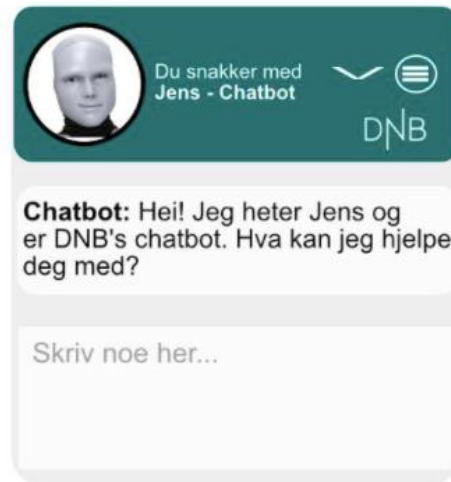 Du snakker med
Jens - Chatbot
DNB
Chatbot: Hei! Jeg heter Jens og
er DNB's chatbot. Hva kan jeg hjelpe
deg med?
Skriv noe her...